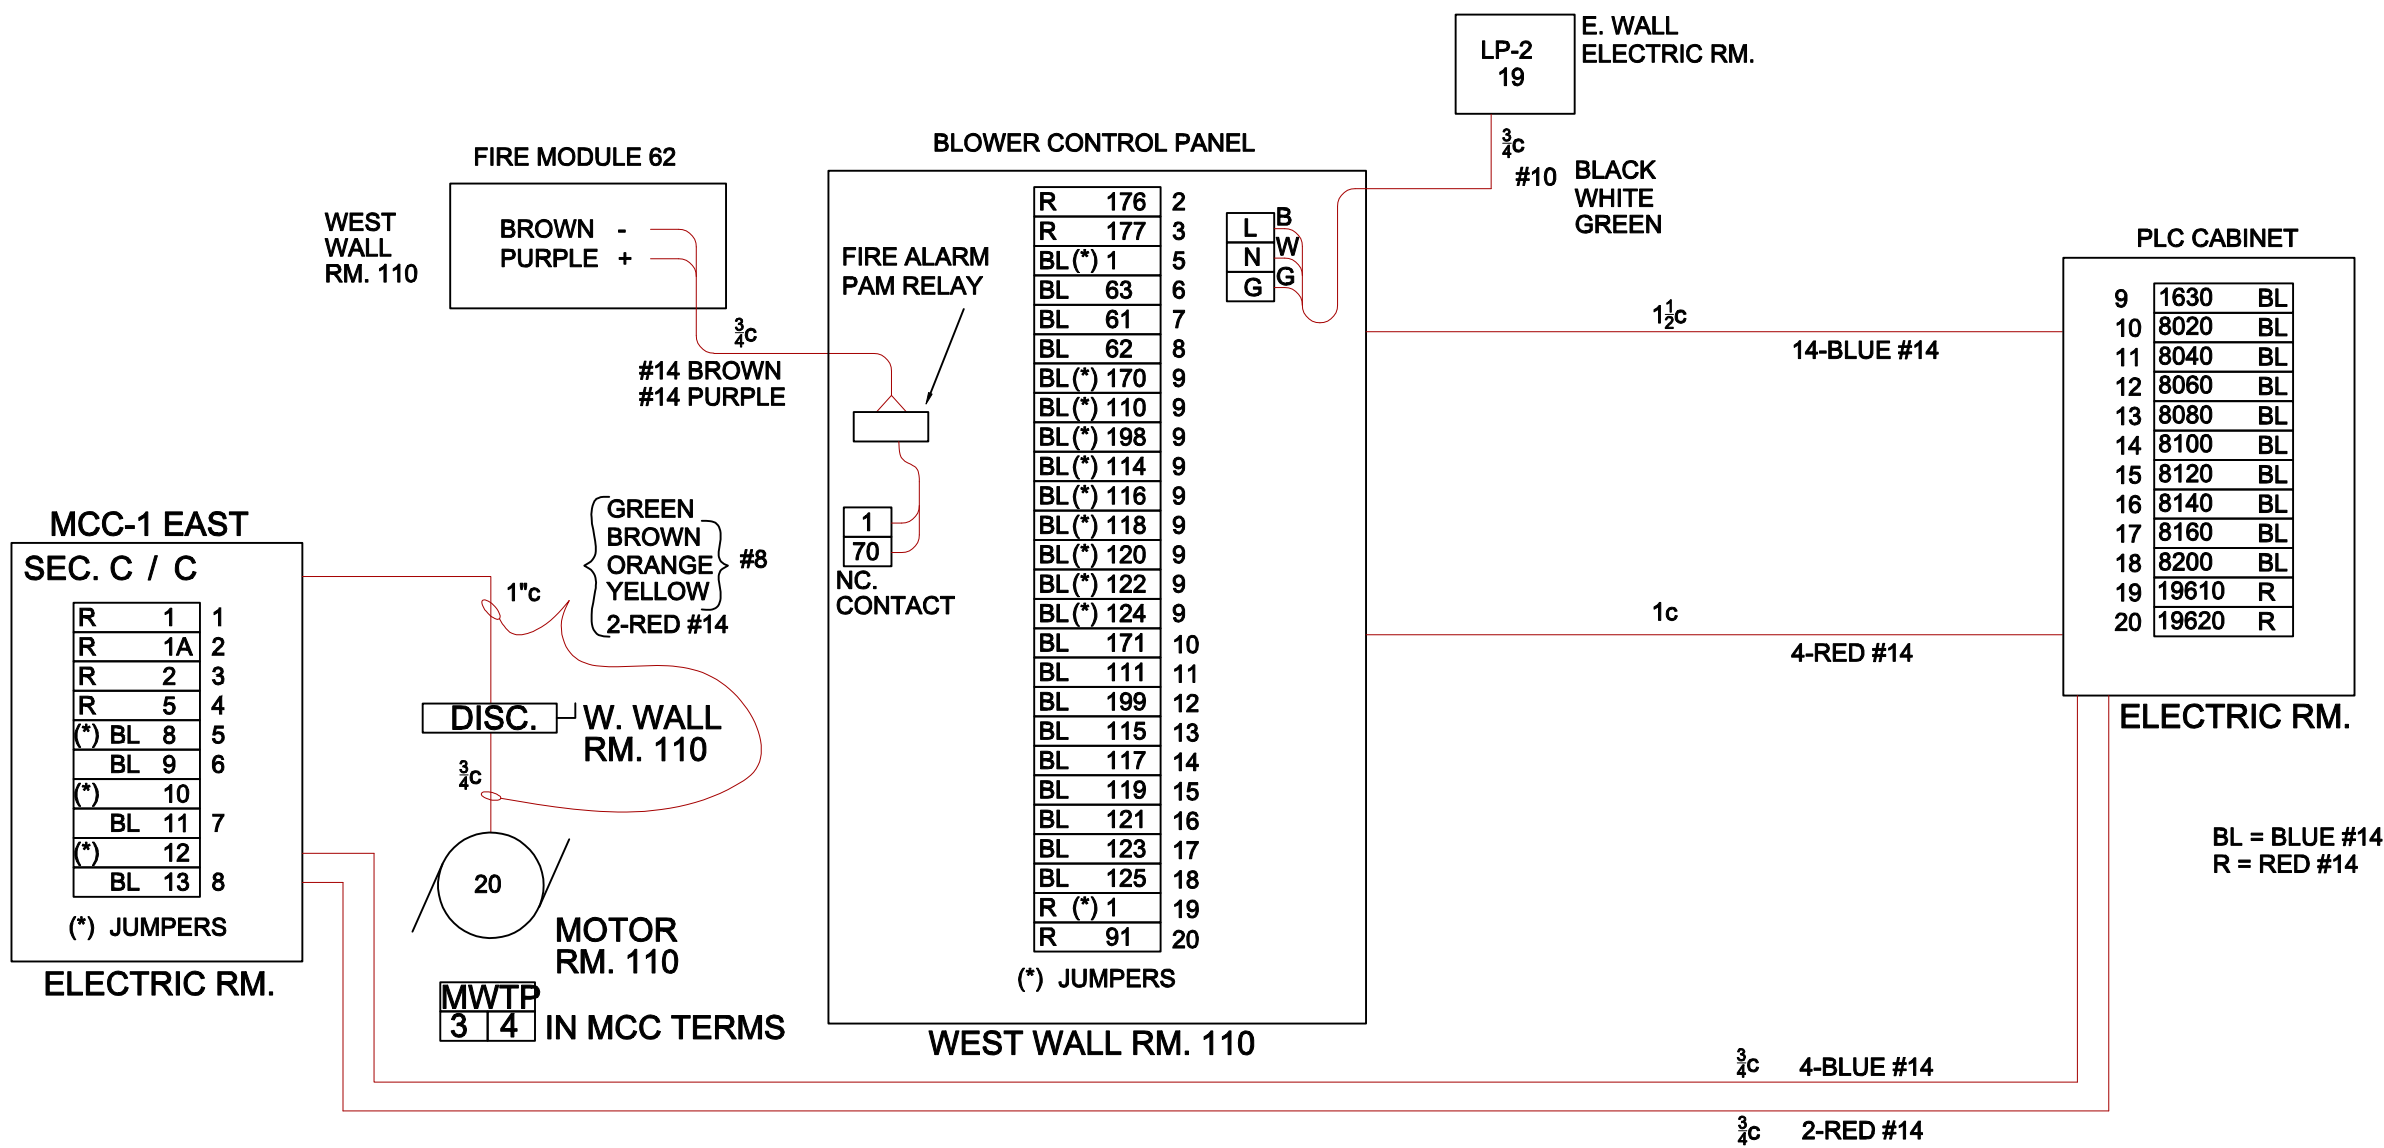 E. WALL
ELECTRIC RM.
LP-2
19
3/4c
#10
BLACK
WHITE
GREEN
FIRE MODULE 62
WEST
WALL
RM. 110
BROWN -
PURPLE +
3/4c
#14 BROWN
#14 PURPLE
BLOWER CONTROL PANEL
FIRE ALARM
PAM RELAY
1
70
NC.
CONTACT
R 176 2
R 177 3
BL (*) 1 5
BL 63 6
BL 61 7
BL 62 8
BL (*) 170 9
BL (*) 110 9
BL (*) 198 9
BL (*) 114 9
BL (*) 116 9
BL (*) 118 9
BL (*) 120 9
BL (*) 122 9
BL (*) 124 9
BL 171 10
BL 111 11
BL 199 12
BL 115 13
BL 117 14
BL 119 15
BL 121 16
BL 123 17
BL 125 18
R (*) 1 19
R 91 20
(*) JUMPERS
WEST WALL RM. 110
L B
N W
G G
1 1/2c
14-BLUE #14
1c
4-RED #14
PLC CABINET
9 1630 BL
10 8020 BL
11 8040 BL
12 8060 BL
13 8080 BL
14 8100 BL
15 8120 BL
16 8140 BL
17 8160 BL
18 8200 BL
19 19610 R
20 19620 R
ELECTRIC RM.
BL = BLUE #14
R = RED #14
MCC-1 EAST
SEC. C / C
R 1 1
R 1A 2
R 2 3
R 5 4
(*) BL 8 5
BL 9 6
(*) 10
BL 11 7
(*) 12
BL 13 8
(*) JUMPERS
ELECTRIC RM.
1"c
GREEN
BROWN
ORANGE
YELLOW
#8
2-RED #14
DISC.
W. WALL
RM. 110
3/4c
20
MOTOR
RM. 110
MWTP
3 4
IN MCC TERMS
3/4c 4-BLUE #14
3/4c 2-RED #14